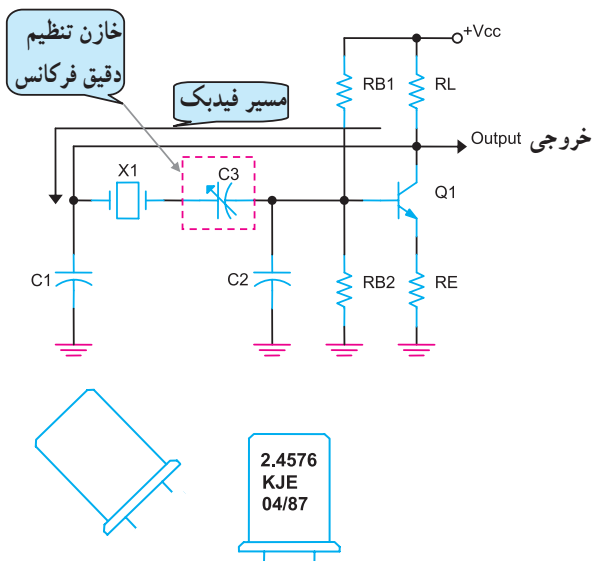 خازن تنظیم
دقیق فرکانس
مسیر فیدبک
+Vcc
RB1
RL
Output خروجی
X1
C3
Q1
C1
C2
RB2
RE
2.4576
KJE
04/87